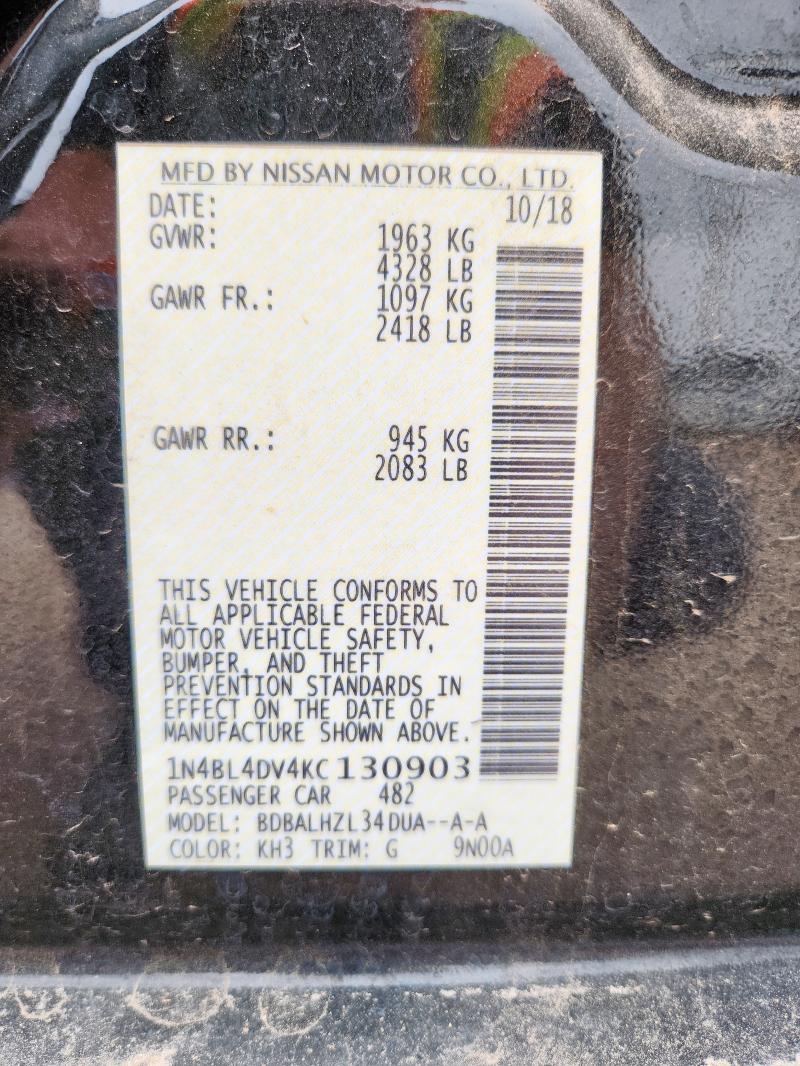 MFD BY NISSAN MOTOR CO., LTD.
DATE: 10/18
GVWR: 1963 KG
4328 LB
GAWR FR.: 1097 KG
2418 LB
GAWR RR.: 945 KG
2083 LB
THIS VEHICLE CONFORMS TO
ALL APPLICABLE FEDERAL
MOTOR VEHICLE SAFETY,
BUMPER, AND THEFT
PREVENTION STANDARDS IN
EFFECT ON THE DATE OF
MANUFACTURE SHOWN ABOVE.
1N4BL4DV4KC130903
PASSENGER CAR 482
MODEL: BDBALHZL34DUA--A-A
COLOR: KH3 TRIM: G 9N00A